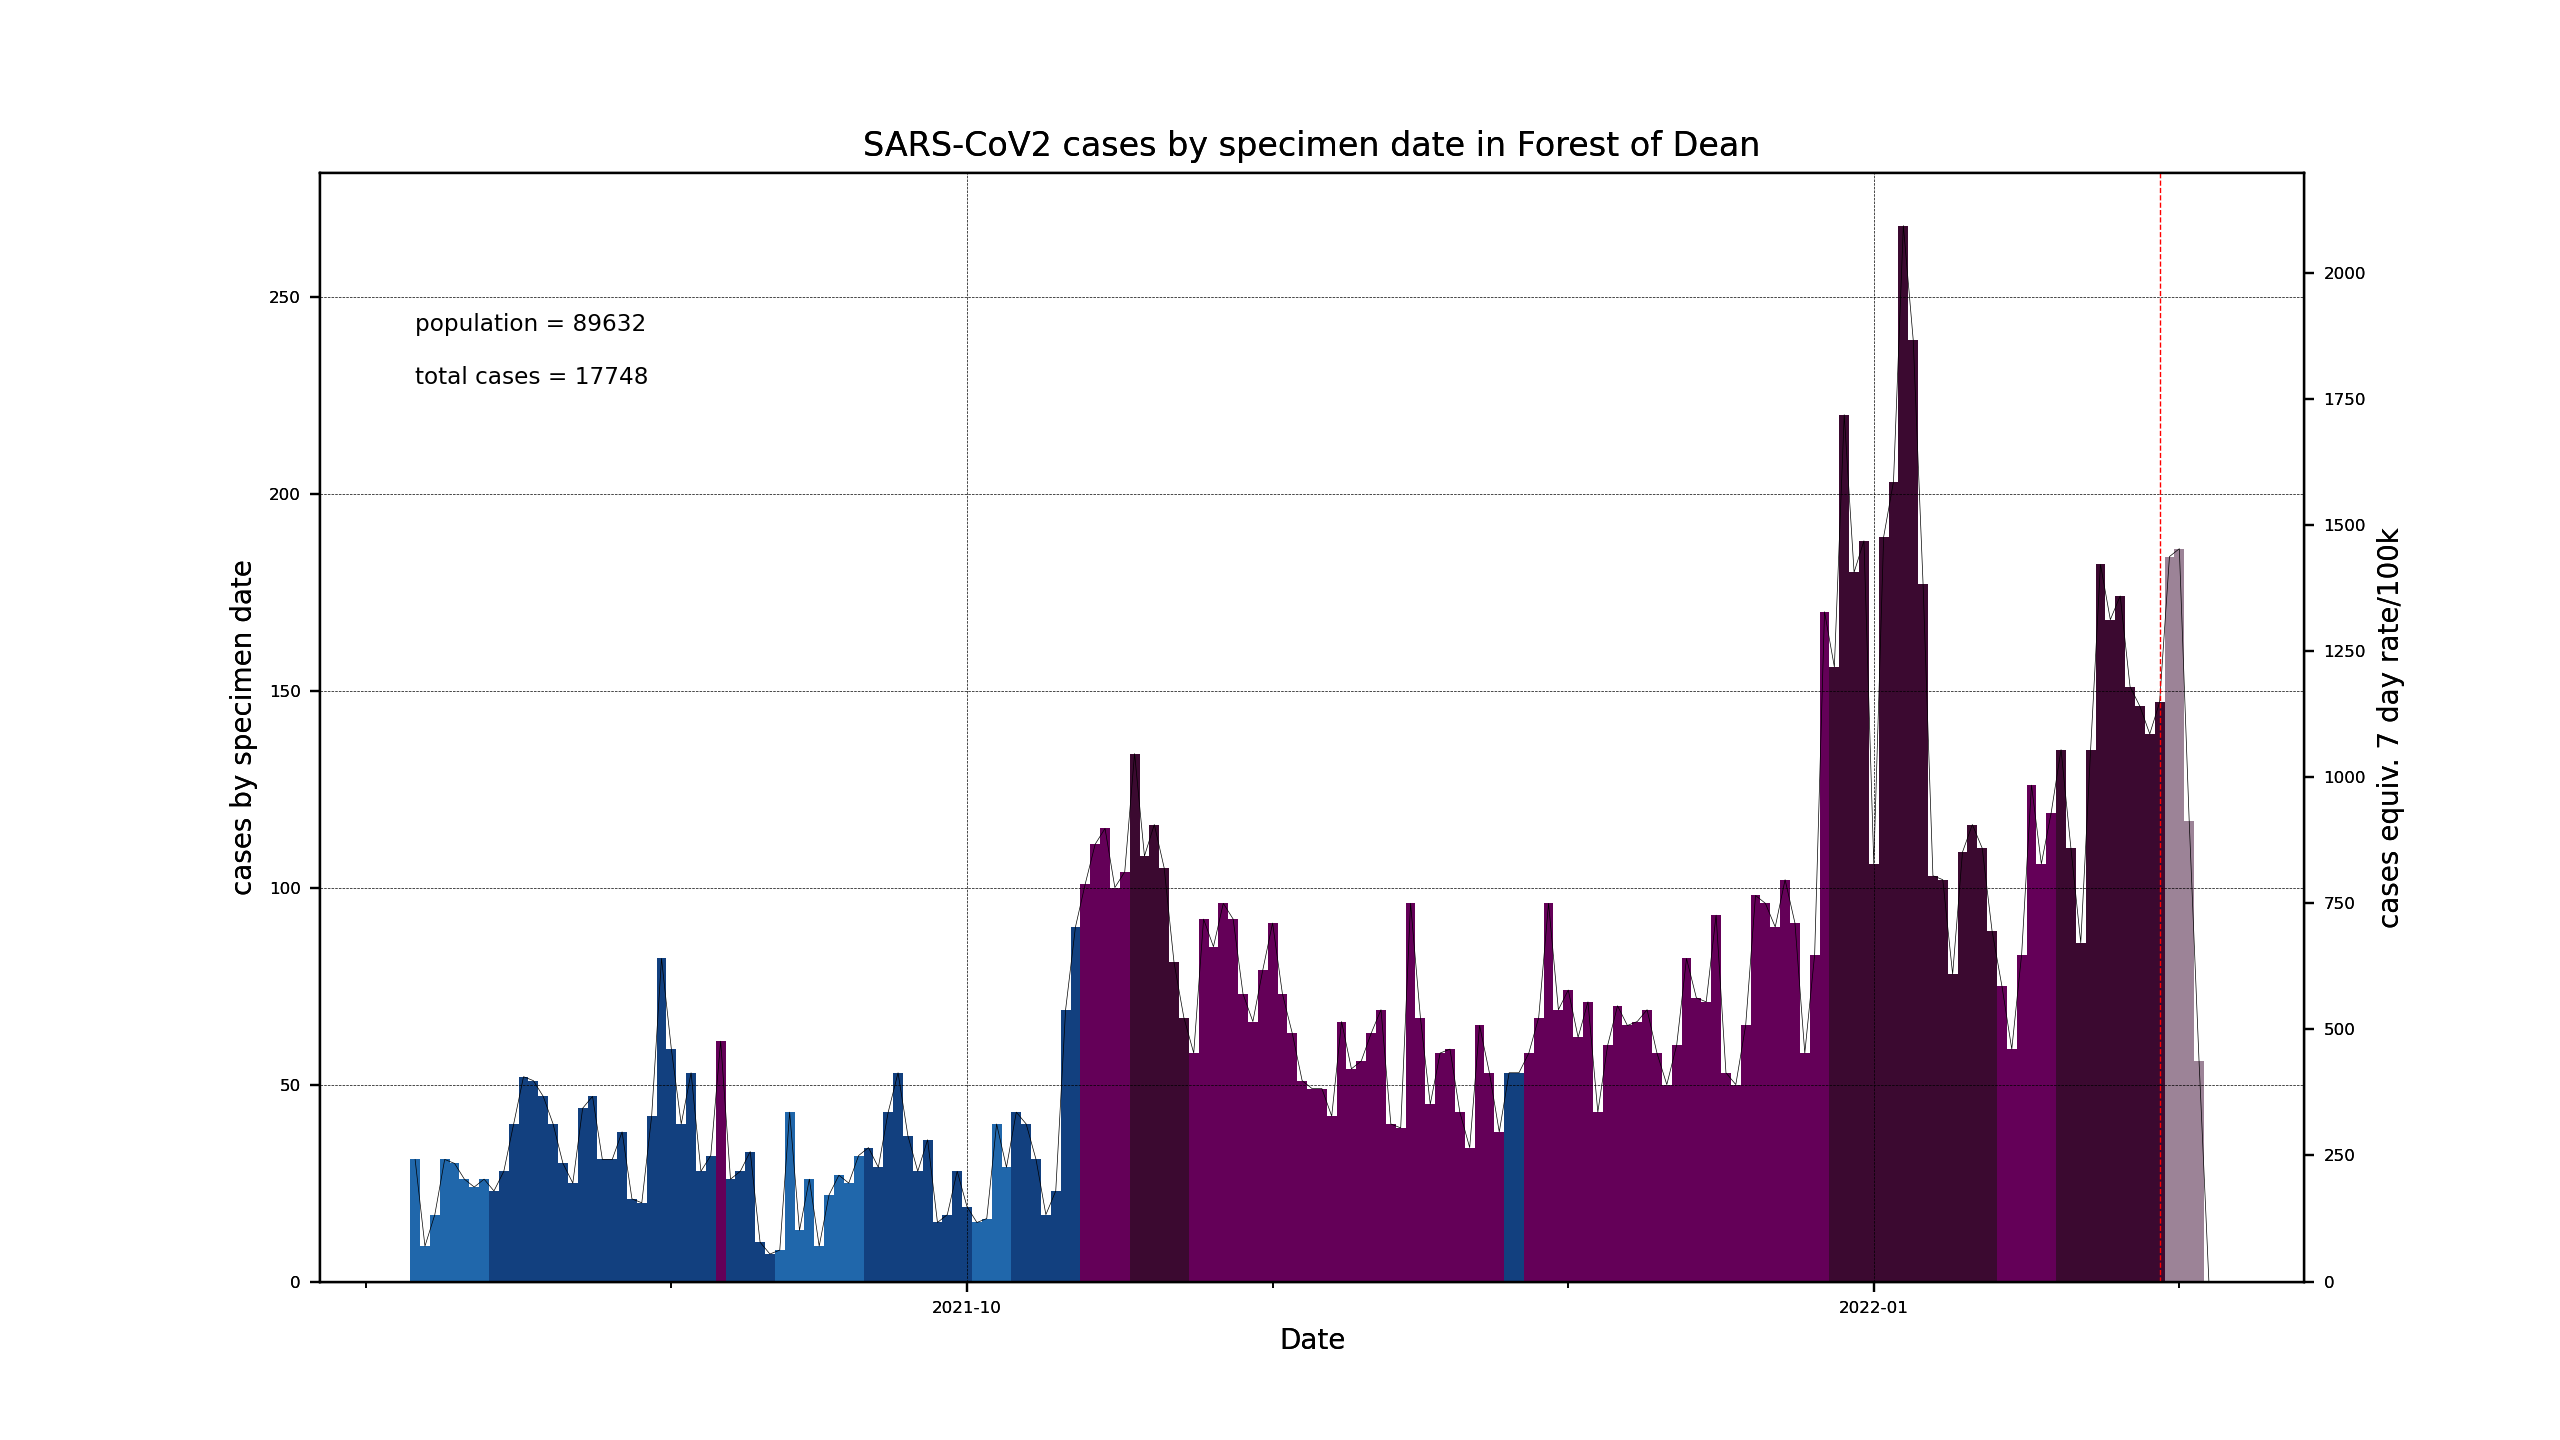 SARS-CoV2 cases by specimen date in Forest of Dean
population = 89632
total cases = 17748
cases by specimen date
250
200
150
100
50
0
2000
1750
1500
1250
1000
750
500
250
0
cases equiv. 7 day rate/100k
2021-10
2022-01
Date